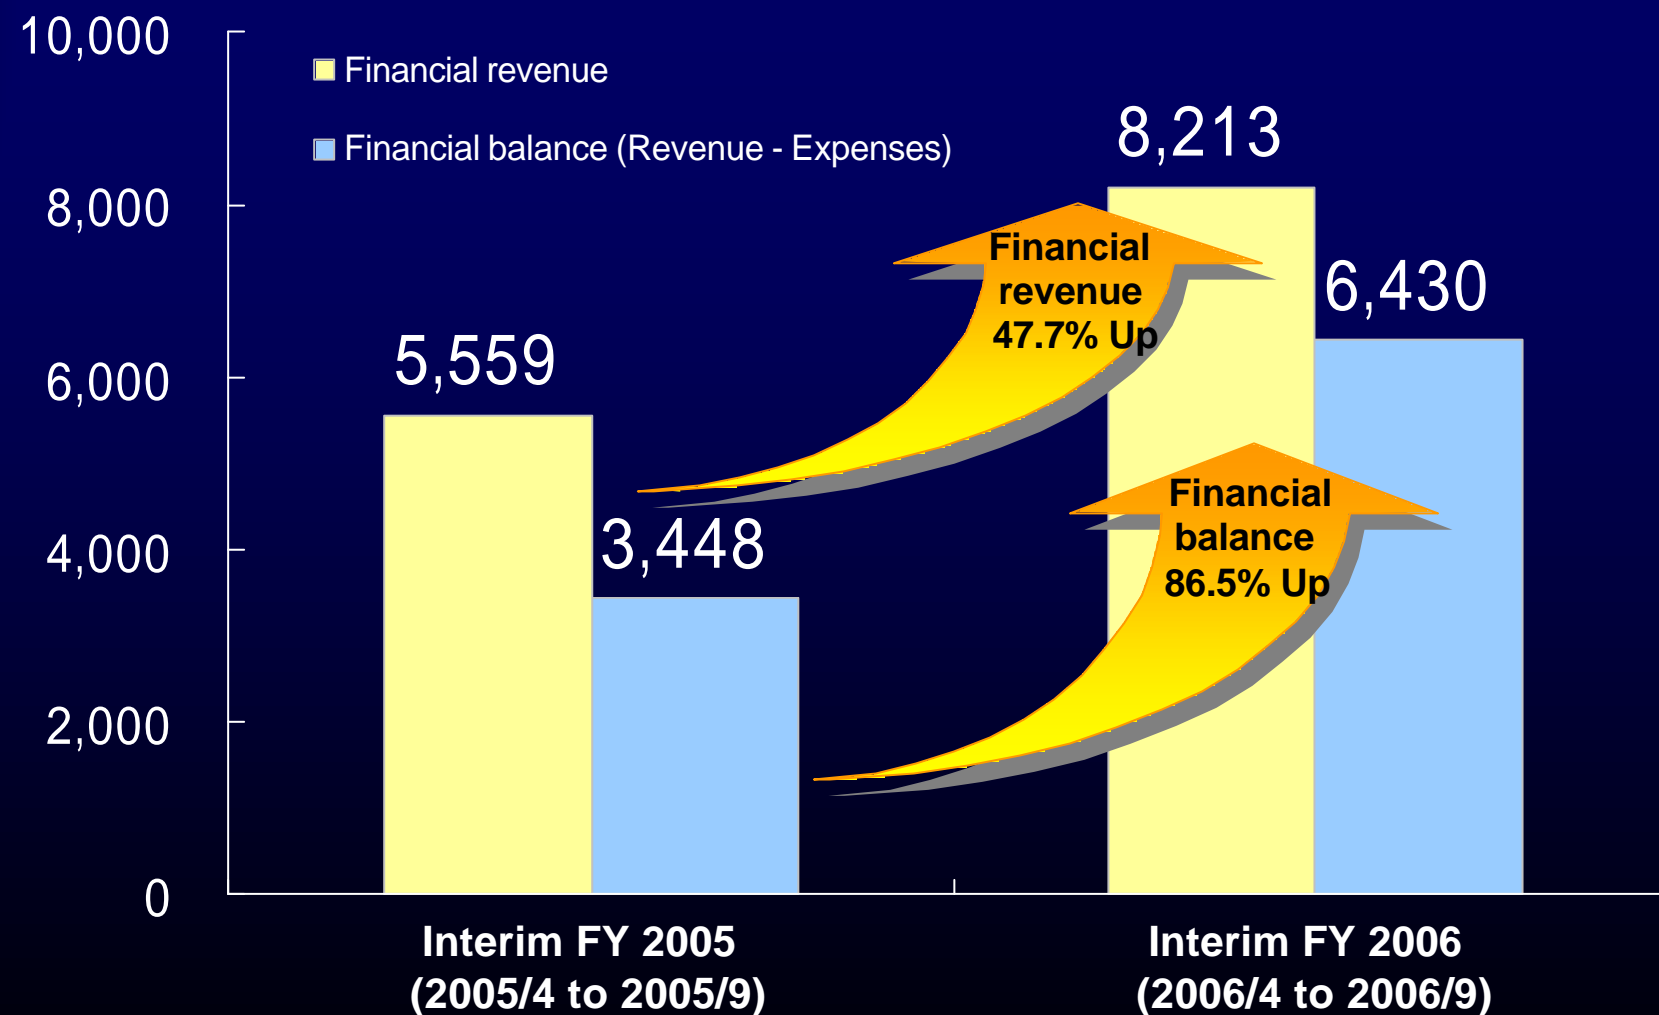 10,000
8,000
6,000
4,000
2,000
0
Financial revenue
Financial balance (Revenue - Expenses)
5,559
3,448
8,213
6,430
Financial
revenue
47.7% Up
Financial
balance
86.5% Up
Interim FY 2005
(2005/4 to 2005/9)
Interim FY 2006
(2006/4 to 2006/9)